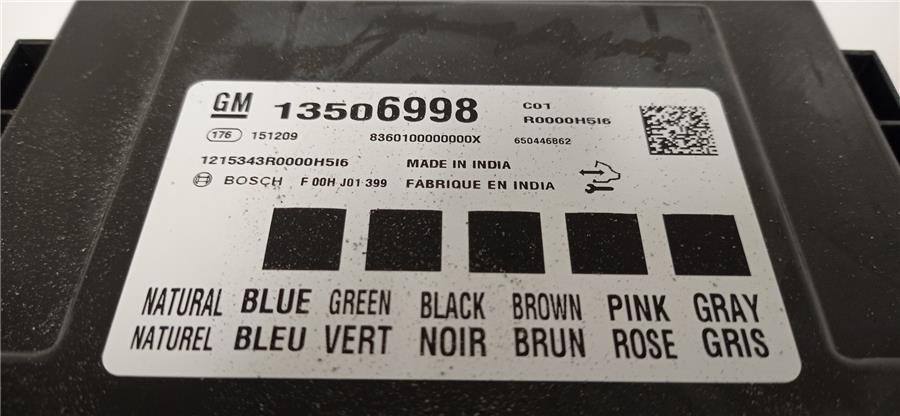 GM 13506998 C01
R0000H5I6
176 151209 8360100000000X 650446862
1215343R0000H5I6 MADE IN INDIA
BOSCH F 00H J01 399 FABRIQUE EN INDIA
NATURAL BLUE GREEN BLACK BROWN PINK GRAY
NATUREL BLEU VERT NOIR BRUN ROSE GRIS